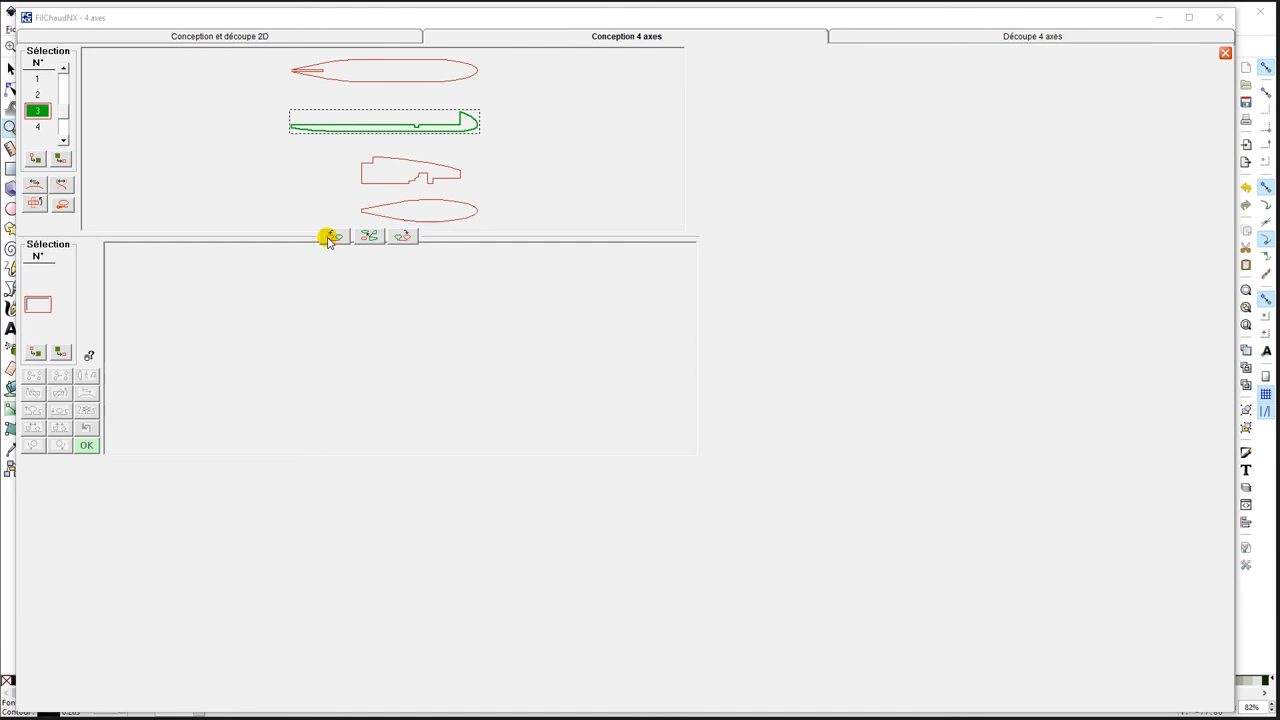 FilChaudNX - 4 axes
Conception et découpe 2D
Conception 4 axes
Découpe 4 axes
Sélection
N°
1
2
3
4
Sélection
N°
OK
Contour:
82%